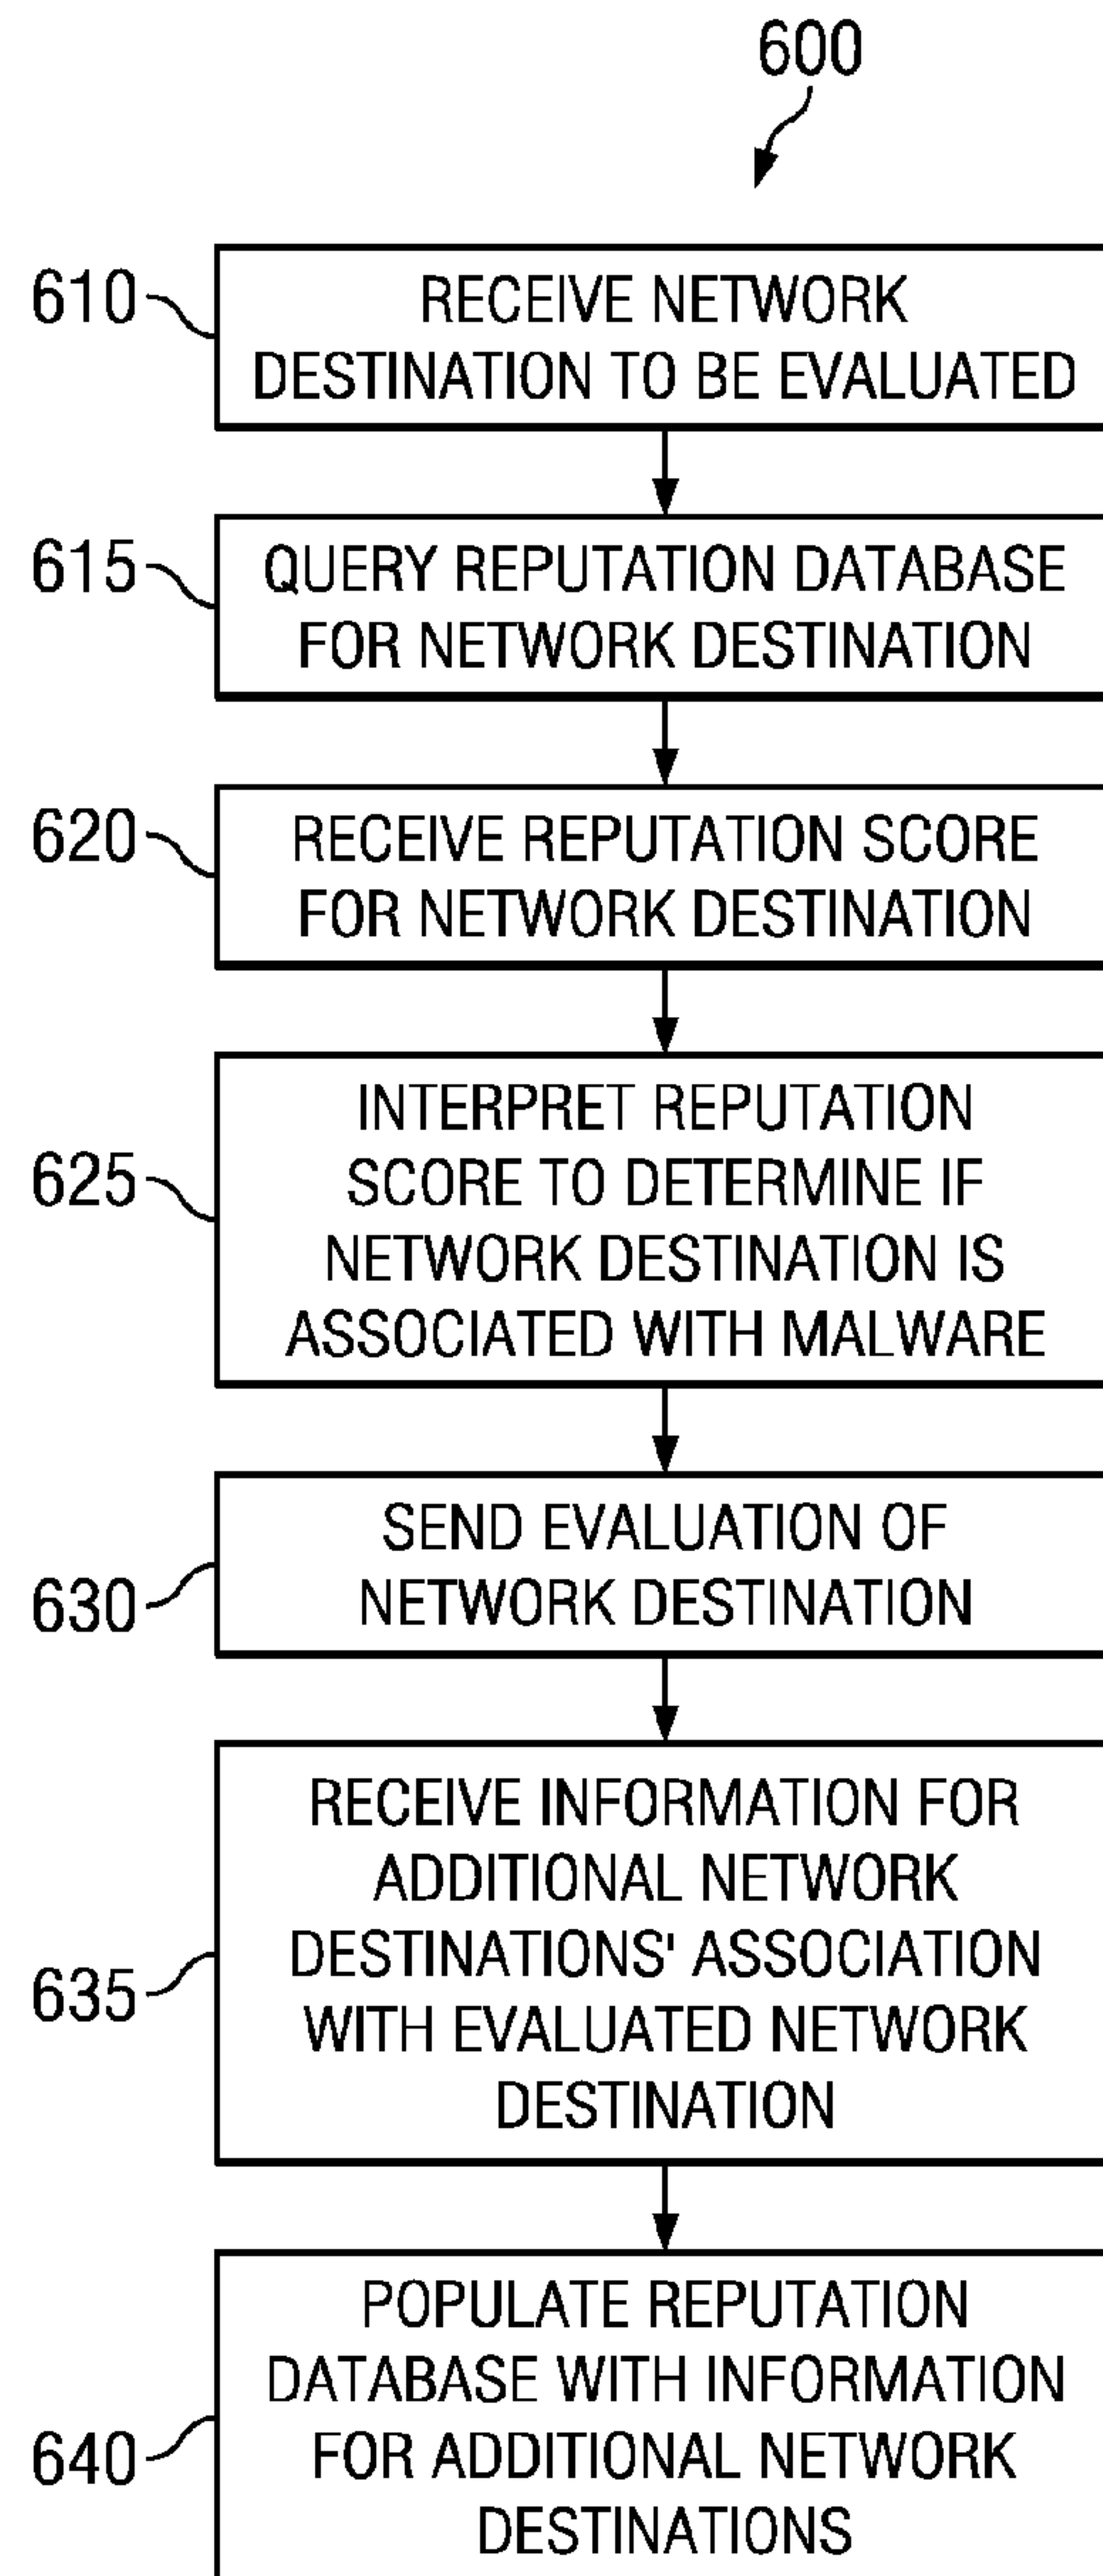 600
610
RECEIVE NETWORK
DESTINATION TO BE EVALUATED
615
QUERY REPUTATION DATABASE
FOR NETWORK DESTINATION
620
RECEIVE REPUTATION SCORE
FOR NETWORK DESTINATION
625
INTERPRET REPUTATION
SCORE TO DETERMINE IF
NETWORK DESTINATION IS
ASSOCIATED WITH MALWARE
630
SEND EVALUATION OF
NETWORK DESTINATION
635
RECEIVE INFORMATION FOR
ADDITIONAL NETWORK
DESTINATIONS' ASSOCIATION
WITH EVALUATED NETWORK
DESTINATION
640
POPULATE REPUTATION
DATABASE WITH INFORMATION
FOR ADDITIONAL NETWORK
DESTINATIONS